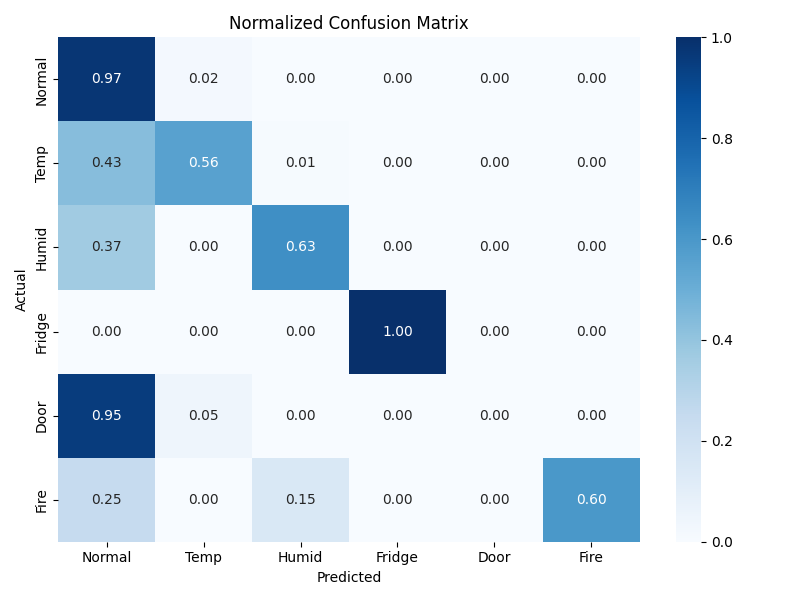 Normalized Confusion Matrix
Actual
Normal 0.97 0.02 0.00 0.00 0.00 0.00
Temp 0.43 0.56 0.01 0.00 0.00 0.00
Humid 0.37 0.00 0.63 0.00 0.00 0.00
Fridge 0.00 0.00 0.00 1.00 0.00 0.00
Door 0.95 0.05 0.00 0.00 0.00 0.00
Fire 0.25 0.00 0.15 0.00 0.00 0.60
Normal Temp Humid Fridge Door Fire
Predicted
1.0
0.8
0.6
0.4
0.2
0.0